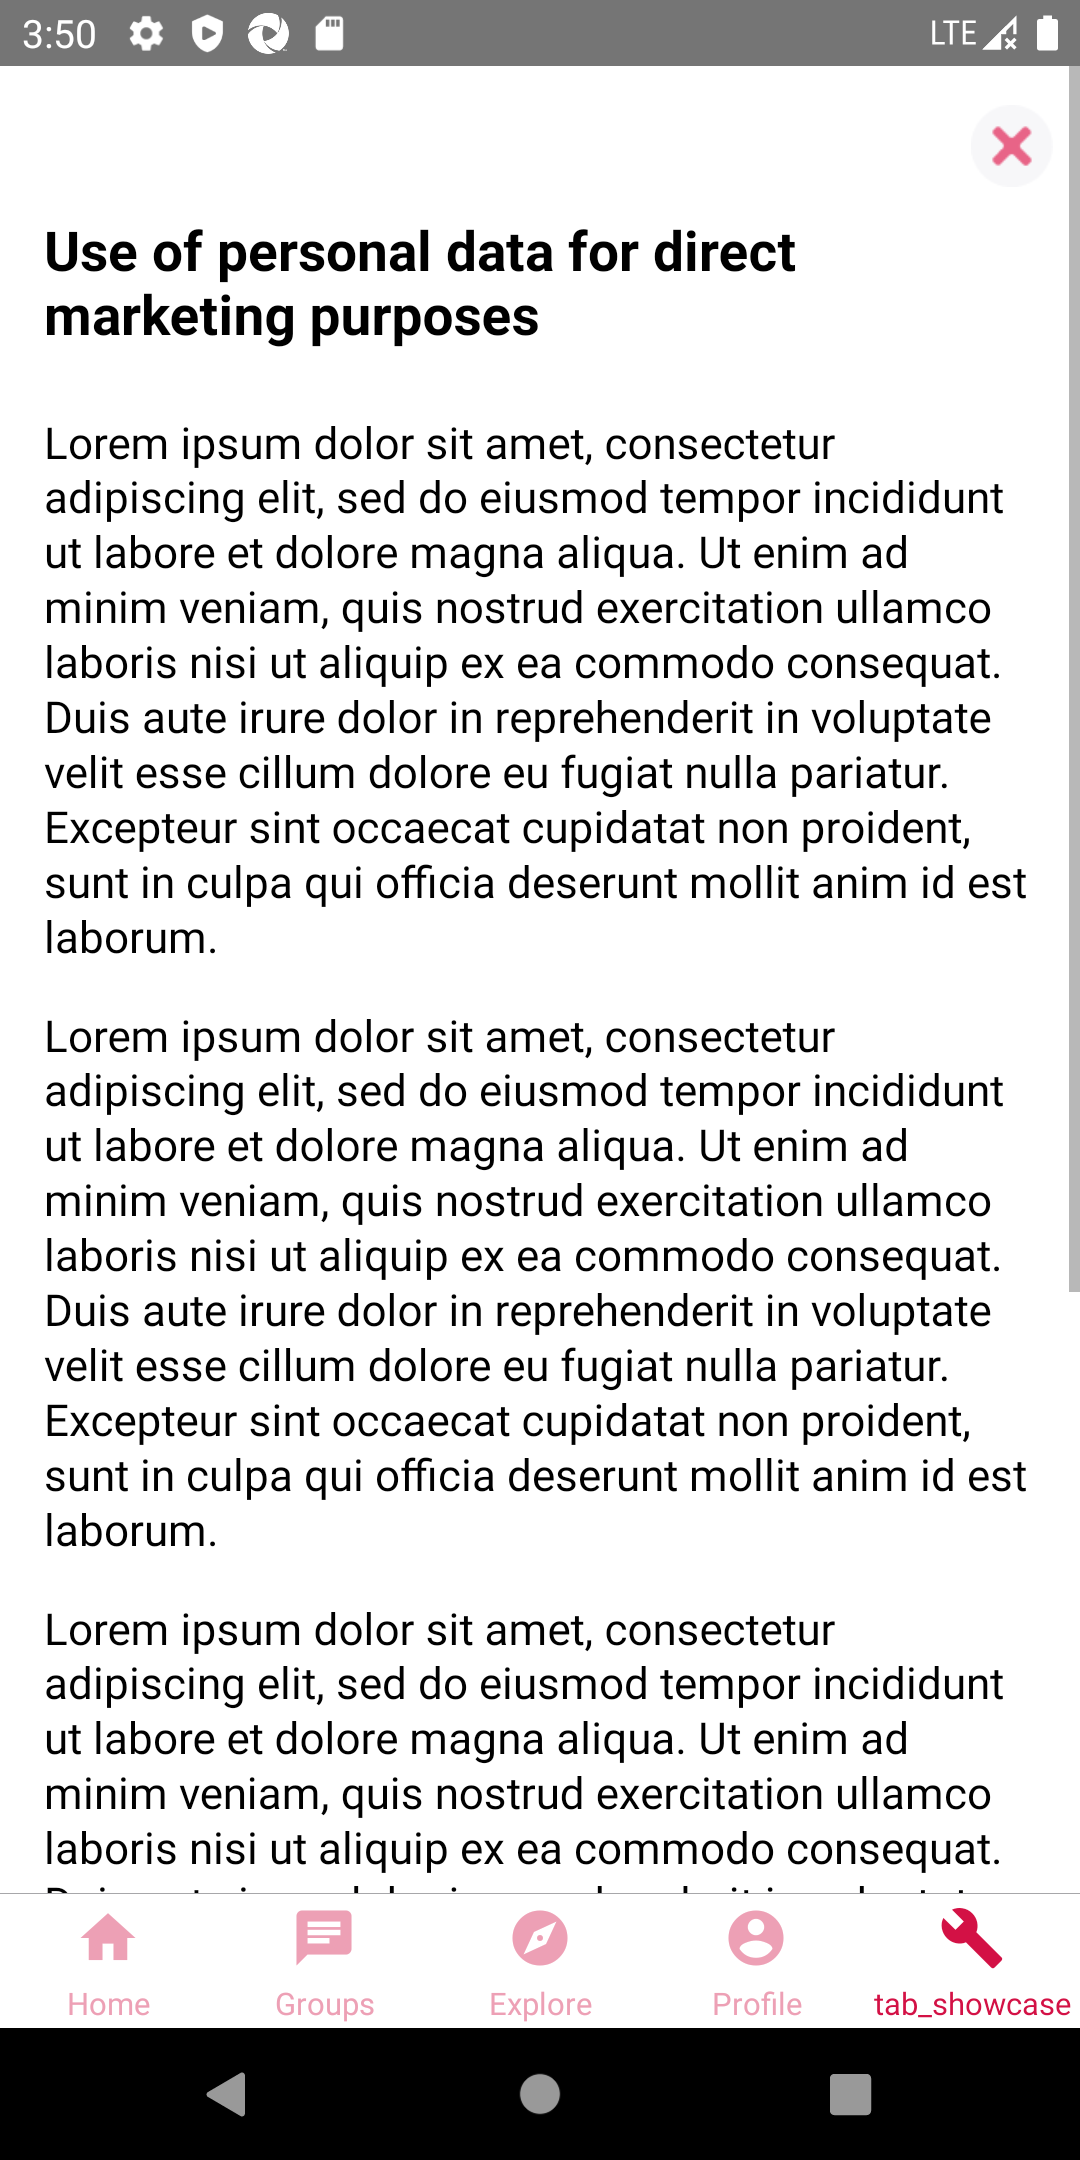 3:50
LTE
Use of personal data for direct
marketing purposes
Lorem ipsum dolor sit amet, consectetur
adipiscing elit, sed do eiusmod tempor incididunt
ut labore et dolore magna aliqua. Ut enim ad
minim veniam, quis nostrud exercitation ullamco
laboris nisi ut aliquip ex ea commodo consequat.
Duis aute irure dolor in reprehenderit in voluptate
velit esse cillum dolore eu fugiat nulla pariatur.
Excepteur sint occaecat cupidatat non proident,
sunt in culpa qui officia deserunt mollit anim id est
laborum.
Lorem ipsum dolor sit amet, consectetur
adipiscing elit, sed do eiusmod tempor incididunt
ut labore et dolore magna aliqua. Ut enim ad
minim veniam, quis nostrud exercitation ullamco
laboris nisi ut aliquip ex ea commodo consequat.
Duis aute irure dolor in reprehenderit in voluptate
velit esse cillum dolore eu fugiat nulla pariatur.
Excepteur sint occaecat cupidatat non proident,
sunt in culpa qui officia deserunt mollit anim id est
laborum.
Lorem ipsum dolor sit amet, consectetur
adipiscing elit, sed do eiusmod tempor incididunt
ut labore et dolore magna aliqua. Ut enim ad
minim veniam, quis nostrud exercitation ullamco
laboris nisi ut aliquip ex ea commodo consequat.
Home
Groups
Explore
Profile
tab_showcase